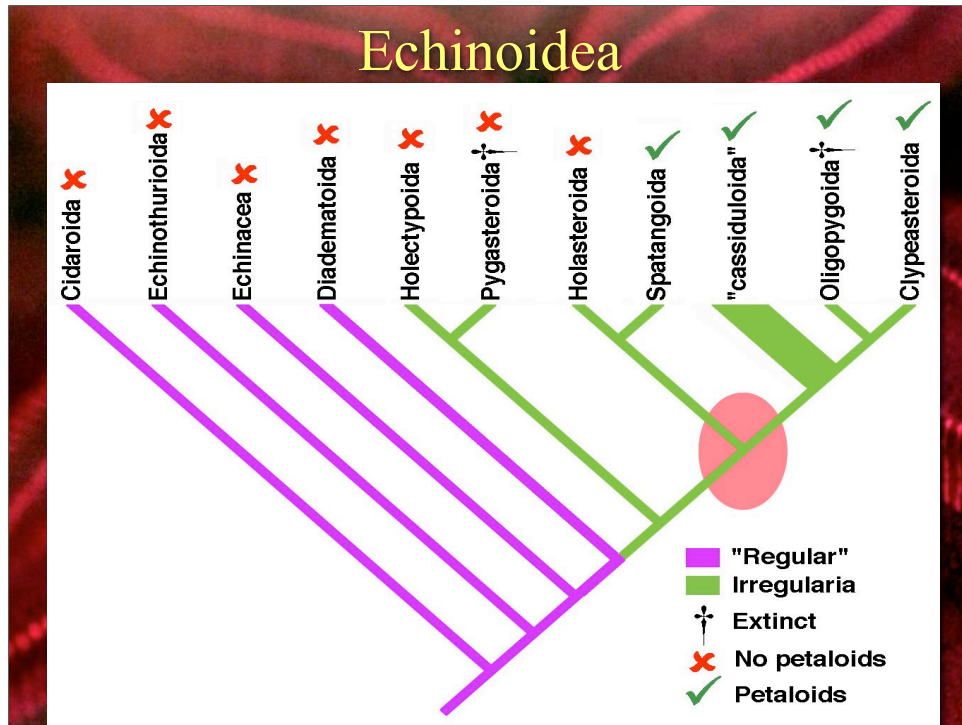 Echinoidea
Cidaroida
Echinothurioida
Echinacea
Diadematoida
Holectypoida
Pygasteroida
Holasteroida
Spatangoida
"cassiduloida"
Oligopygoida
Clypeasteroida
"Regular"
Irregularia
Extinct
No petaloids
Petaloids